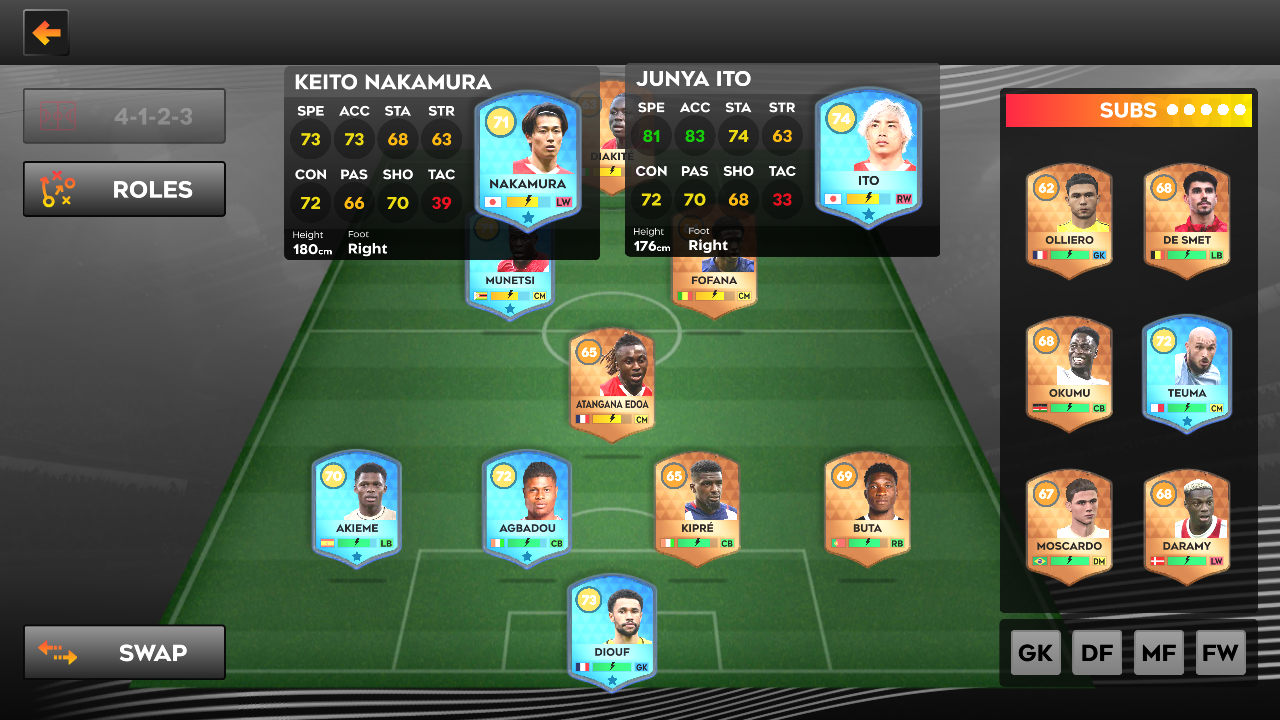 KEITO NAKAMURA
SPE ACC STA STR
73 73 68 63
CON PAS SHO TAC
72 66 70 39
Height Foot
180cm Right
71
NAKAMURA
LW
JUNYA ITO
SPE ACC STA STR
81 83 74 63
CON PAS SHO TAC
72 70 68 33
Height Foot
176cm Right
74
ITO
RW
4-1-2-3
ROLES
SWAP
63
DIAKITÉ
MUNETSI
CM
FOFANA
CM
65
ATANGANA EDOA
CM
70
AKIEME
LB
72
AGBADOU
CB
65
KIPRÉ
CB
69
BUTA
RB
73
DIOUF
GK
SUBS
62
OLLIERO
GK
68
DE SMET
LB
68
OKUMU
CB
72
TEUMA
CM
67
MOSCARDO
DM
68
DARAMY
LW
GK DF MF FW